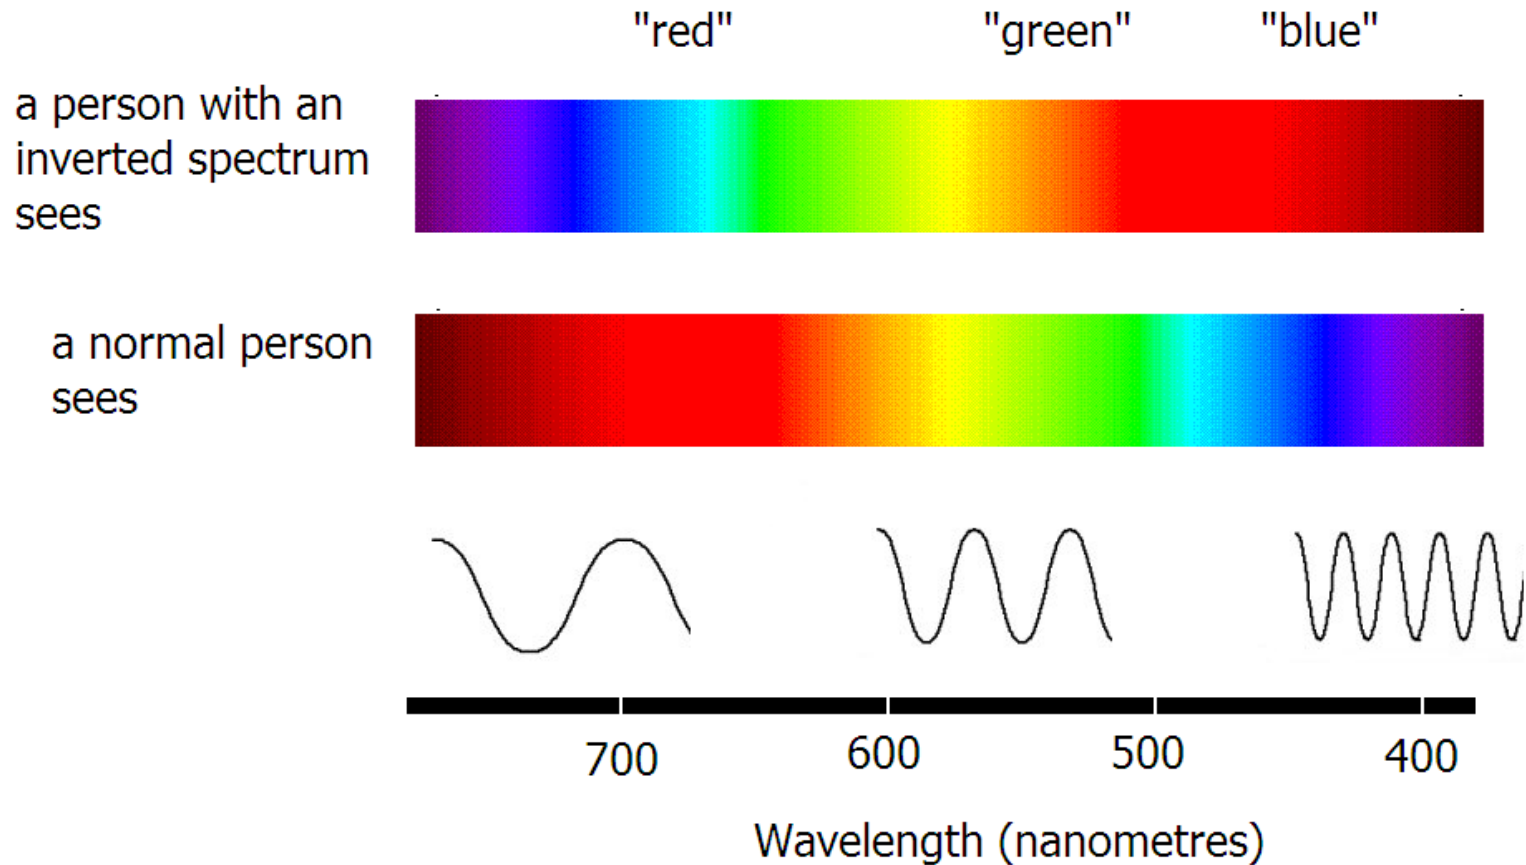 "red" "green" "blue"
a person with an
inverted spectrum
sees
a normal person
sees
700 600 500 400
Wavelength (nanometres)